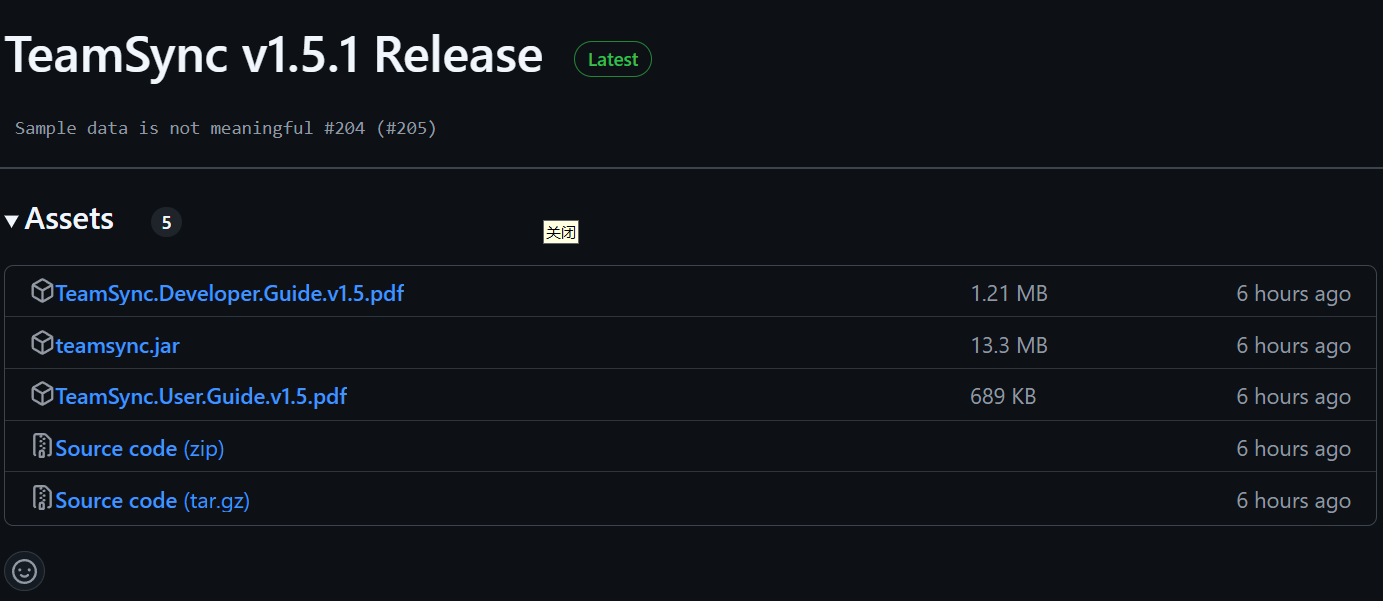 TeamSync v1.5.1 Release Latest
Sample data is not meaningful #204 (#205)
Assets 5
关闭
TeamSync.Developer.Guide.v1.5.pdf 1.21 MB 6 hours ago
teamsync.jar 13.3 MB 6 hours ago
TeamSync.User.Guide.v1.5.pdf 689 KB 6 hours ago
Source code (zip) 6 hours ago
Source code (tar.gz) 6 hours ago